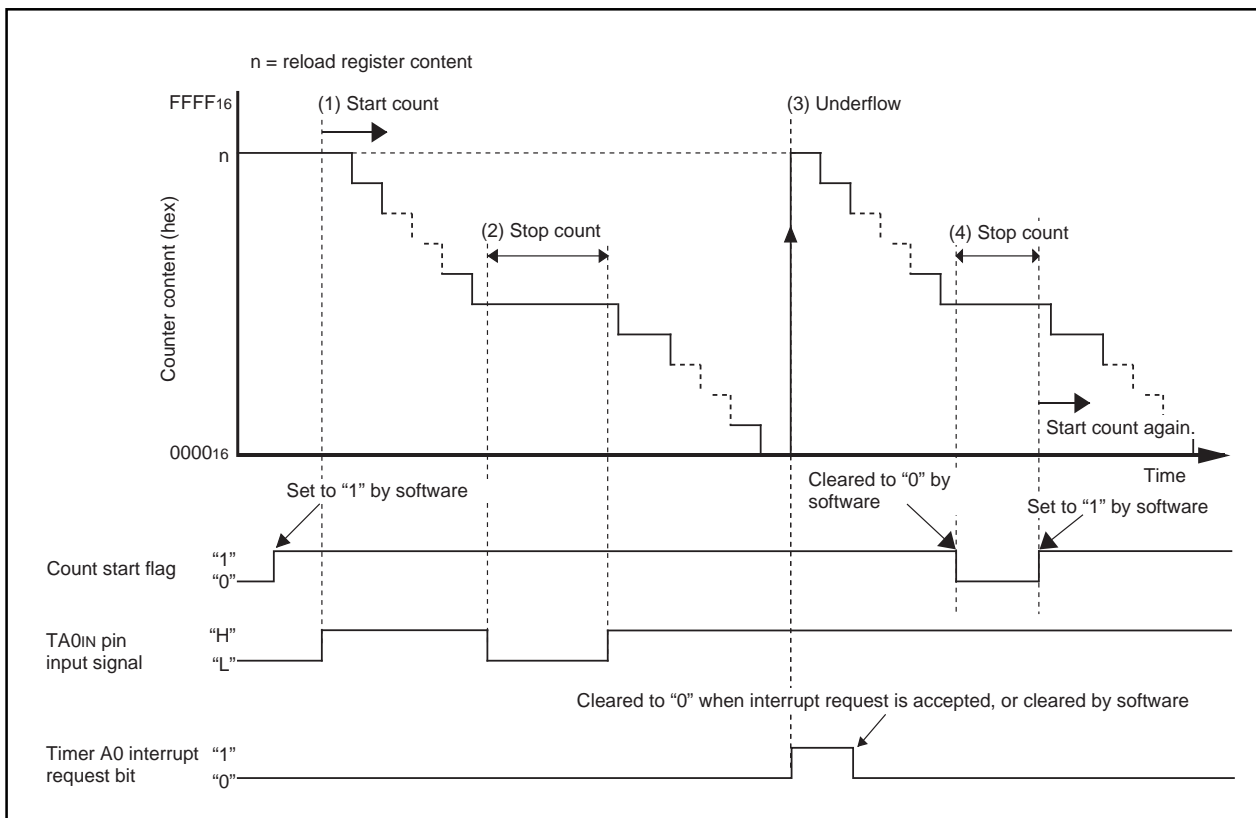 n = reload register content
FFFF16
(1) Start count
(3) Underflow
n
Counter content (hex)
(2) Stop count
(4) Stop count
Start count again.
000016
Time
Set to “1” by software
Cleared to “0” by
software
Set to “1” by software
Count start flag
“1”
“0”
TA0IN pin
input signal
“H”
“L”
Cleared to “0” when interrupt request is accepted, or cleared by software
Timer A0 interrupt
request bit
“1”
“0”